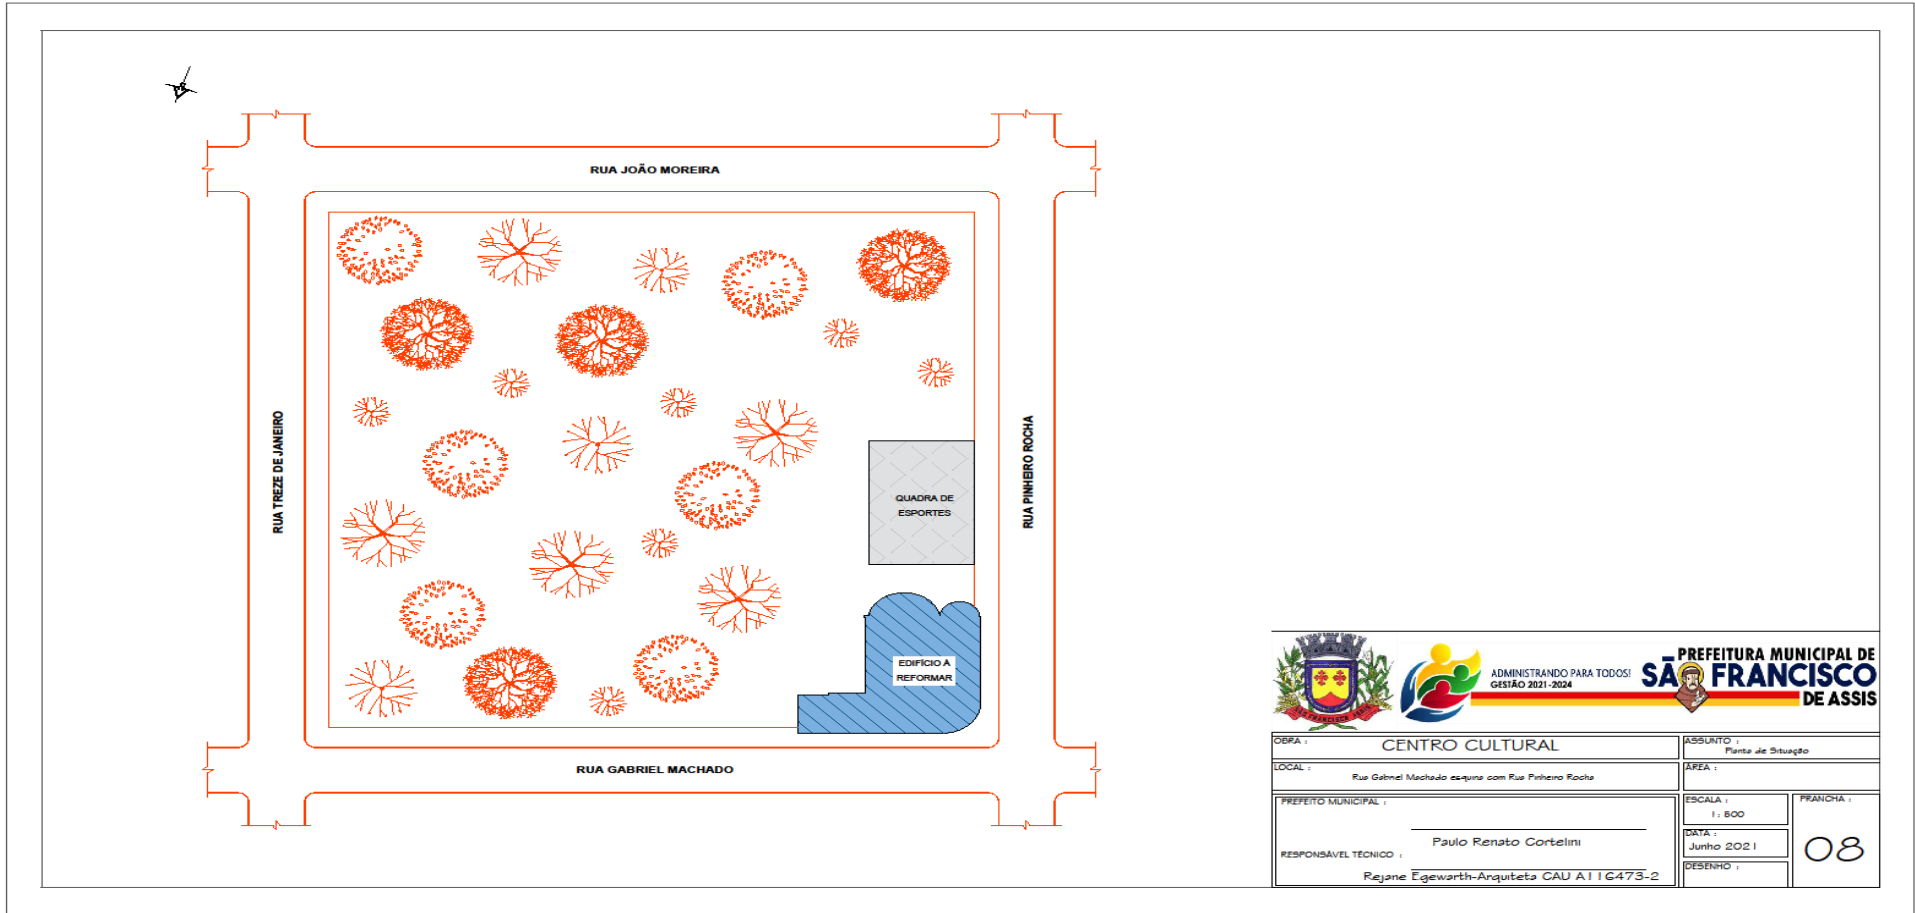 RUA JOÃO MOREIRA
RUA TREZE DE JANEIRO
RUA PINHEIRO ROCHA
QUADRA DE
ESPORTES
EDIFÍCIO À
REFORMAR
RUA GABRIEL MACHADO
ADMINISTRANDO PARA TODOS!
GESTÃO 2021-2024
PREFEITURA MUNICIPAL DE
SÃO FRANCISCO
DE ASSIS
OBRA :
CENTRO CULTURAL
ASSUNTO :
Planta de Situação
LOCAL :
Rua Gabriel Machado esquina com Rua Pinheiro Rocha
ÁREA :
PREFEITO MUNICIPAL :
Paulo Renato Cortelini
RESPONSÁVEL TÉCNICO :
Rejane Egewarth-Arquiteta CAU A116473-2
ESCALA :
1: 500
DATA :
Junho 2021
DESENHO :
PRANCHA :
08